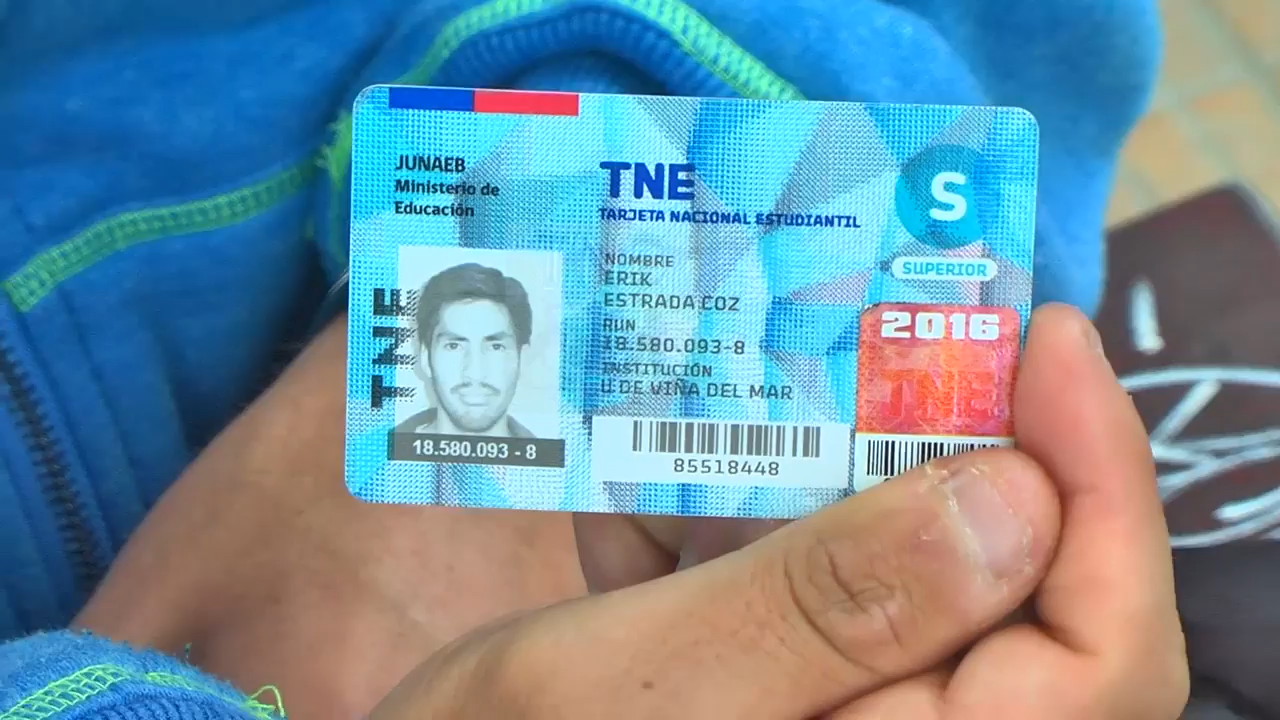 JUNAEB
Ministerio de
Educación
TNE
TARJETA NACIONAL ESTUDIANTIL
S
SUPERIOR
NOMBRE
ERIK
ESTRADA COZ
RUN
18.580.093-8
INSTITUCIÓN
U DE VIÑA DEL MAR
TNE
18.580.093 - 8
85518448
2016
TNE